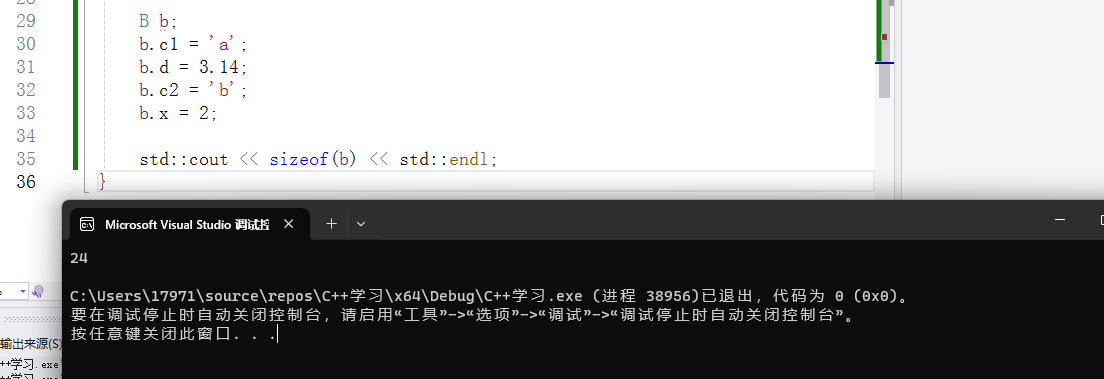 29 B b;
30 b.c1 = 'a';
31 b.d = 3.14;
32 b.c2 = 'b';
33 b.x = 2;
34
35 std::cout << sizeof(b) << std::endl;
36 }
Microsoft Visual Studio 调试控
24
C:\Users\17971\source\repos\C++学习\x64\Debug\C++学习.exe (进程 38956)已退出，代码为 0 (0x0)。
要在调试停止时自动关闭控制台，请启用“工具”->“选项”->“调试”->“调试停止时自动关闭控制台”。
按任意键关闭此窗口. . .
输出来源(S)
++学习.exe